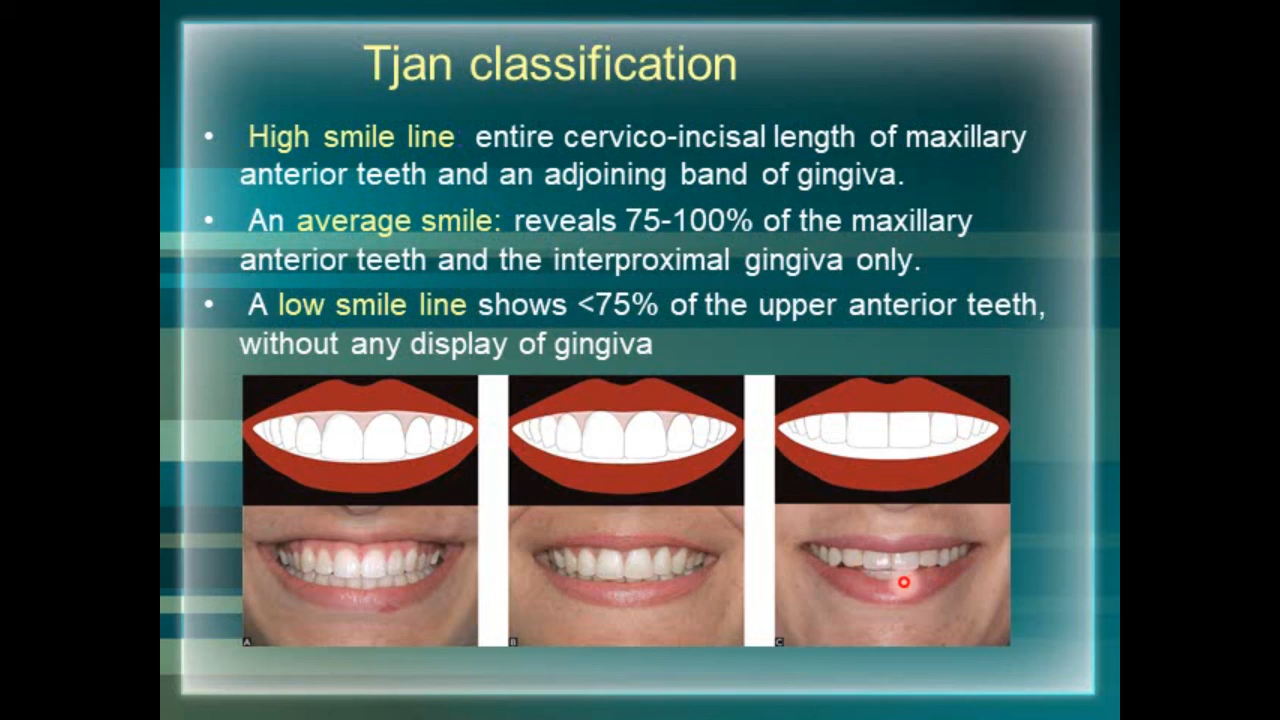 Tjan classification
• High smile line entire cervico-incisal length of maxillary
anterior teeth and an adjoining band of gingiva.
• An average smile: reveals 75-100% of the maxillary
anterior teeth and the interproximal gingiva only.
• A low smile line shows <75% of the upper anterior teeth,
without any display of gingiva
A B C